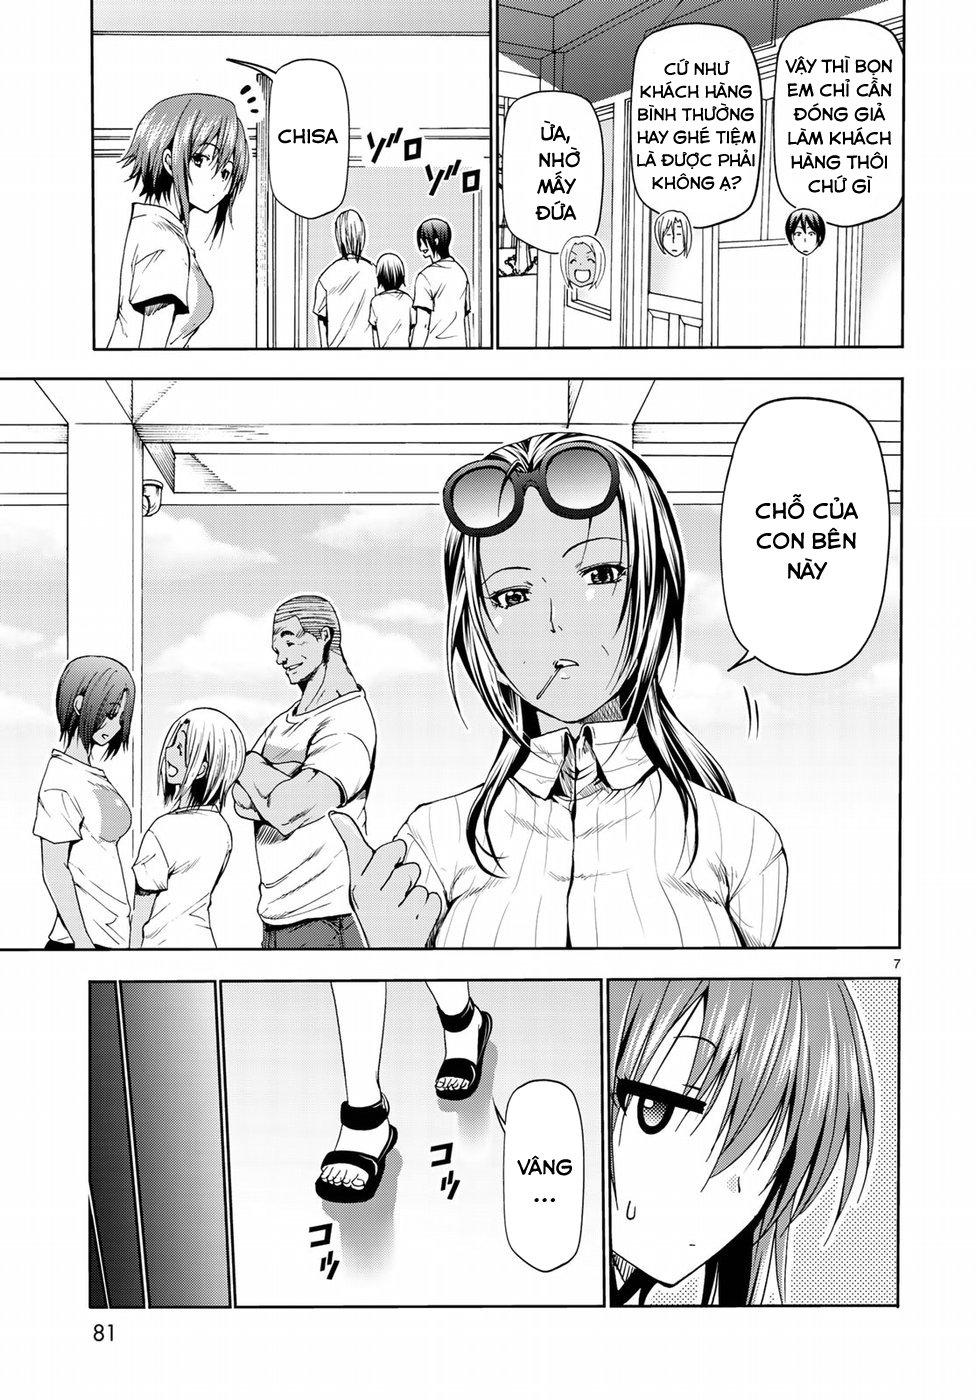 VẬY THÌ BỌN
EM CHỈ CẦN
ĐÓNG GIẢ
LÀM KHÁCH
HÀNG THÔI
CHỨ GÌ
CỨ NHƯ
KHÁCH HÀNG
BÌNH THƯỜNG
HAY GHÉ TIỆM
LÀ ĐƯỢC PHẢI
KHÔNG Ạ?
ỪA,
NHỜ
MẤY
ĐỨA
CHISA
ゾロ
ゾロ
CHỖ CỦA
CON BÊN
NÀY
7
VÂNG
...
コツ
コツ
81